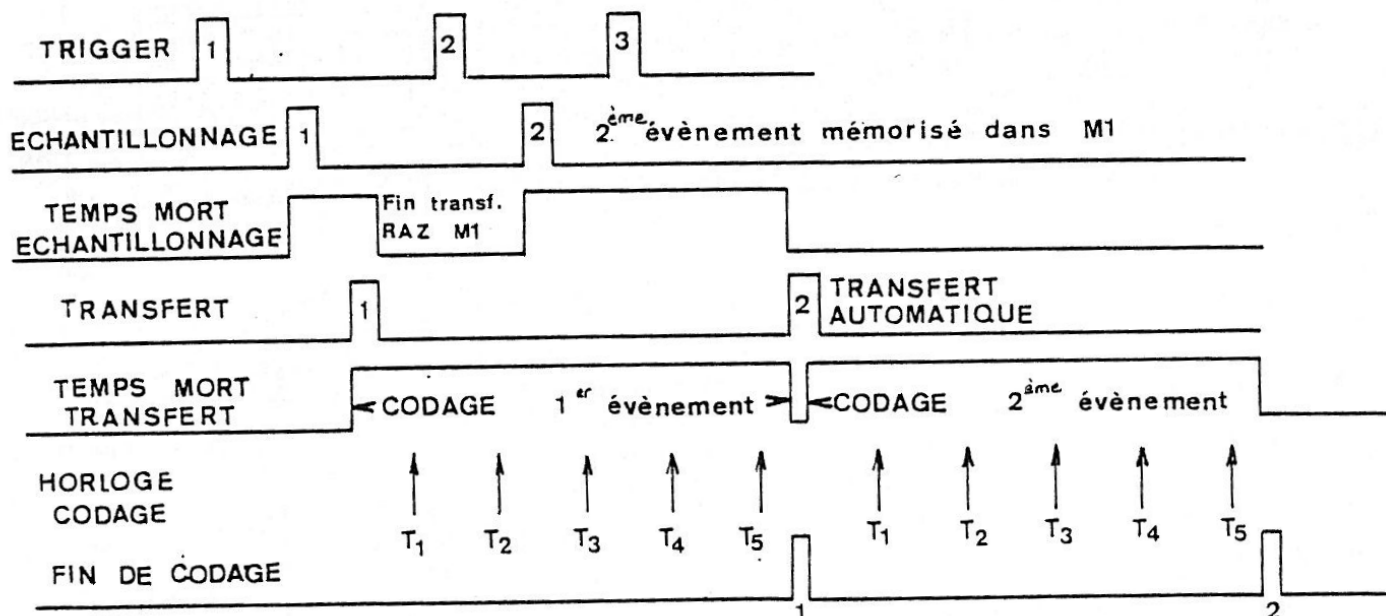 TRIGGER 1 2 3
ECHANTILLONNAGE 1 2 2ème évènement mémorisé dans M1
TEMPS MORT
ECHANTILLONNAGE
Fin transf.
RAZ M1
TRANSFERT 1 2
TRANSFERT
AUTOMATIQUE
TEMPS MORT
TRANSFERT
CODAGE 1er évènement
CODAGE 2ème évènement
HORLOGE
CODAGE
T1 T2 T3 T4 T5 T1 T2 T3 T4 T5
FIN DE CODAGE
1 2